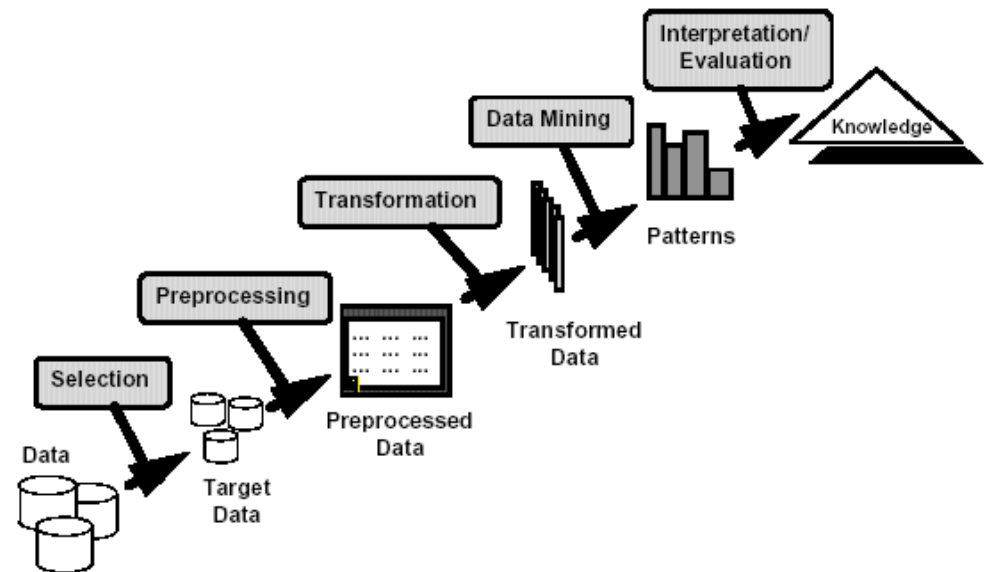 Interpretation/
Evaluation
Knowledge
Data Mining
Patterns
Transformation
Transformed
Data
Preprocessing
... ... ...
... ... ...
... ... ...
Preprocessed
Data
Selection
Target
Data
Data